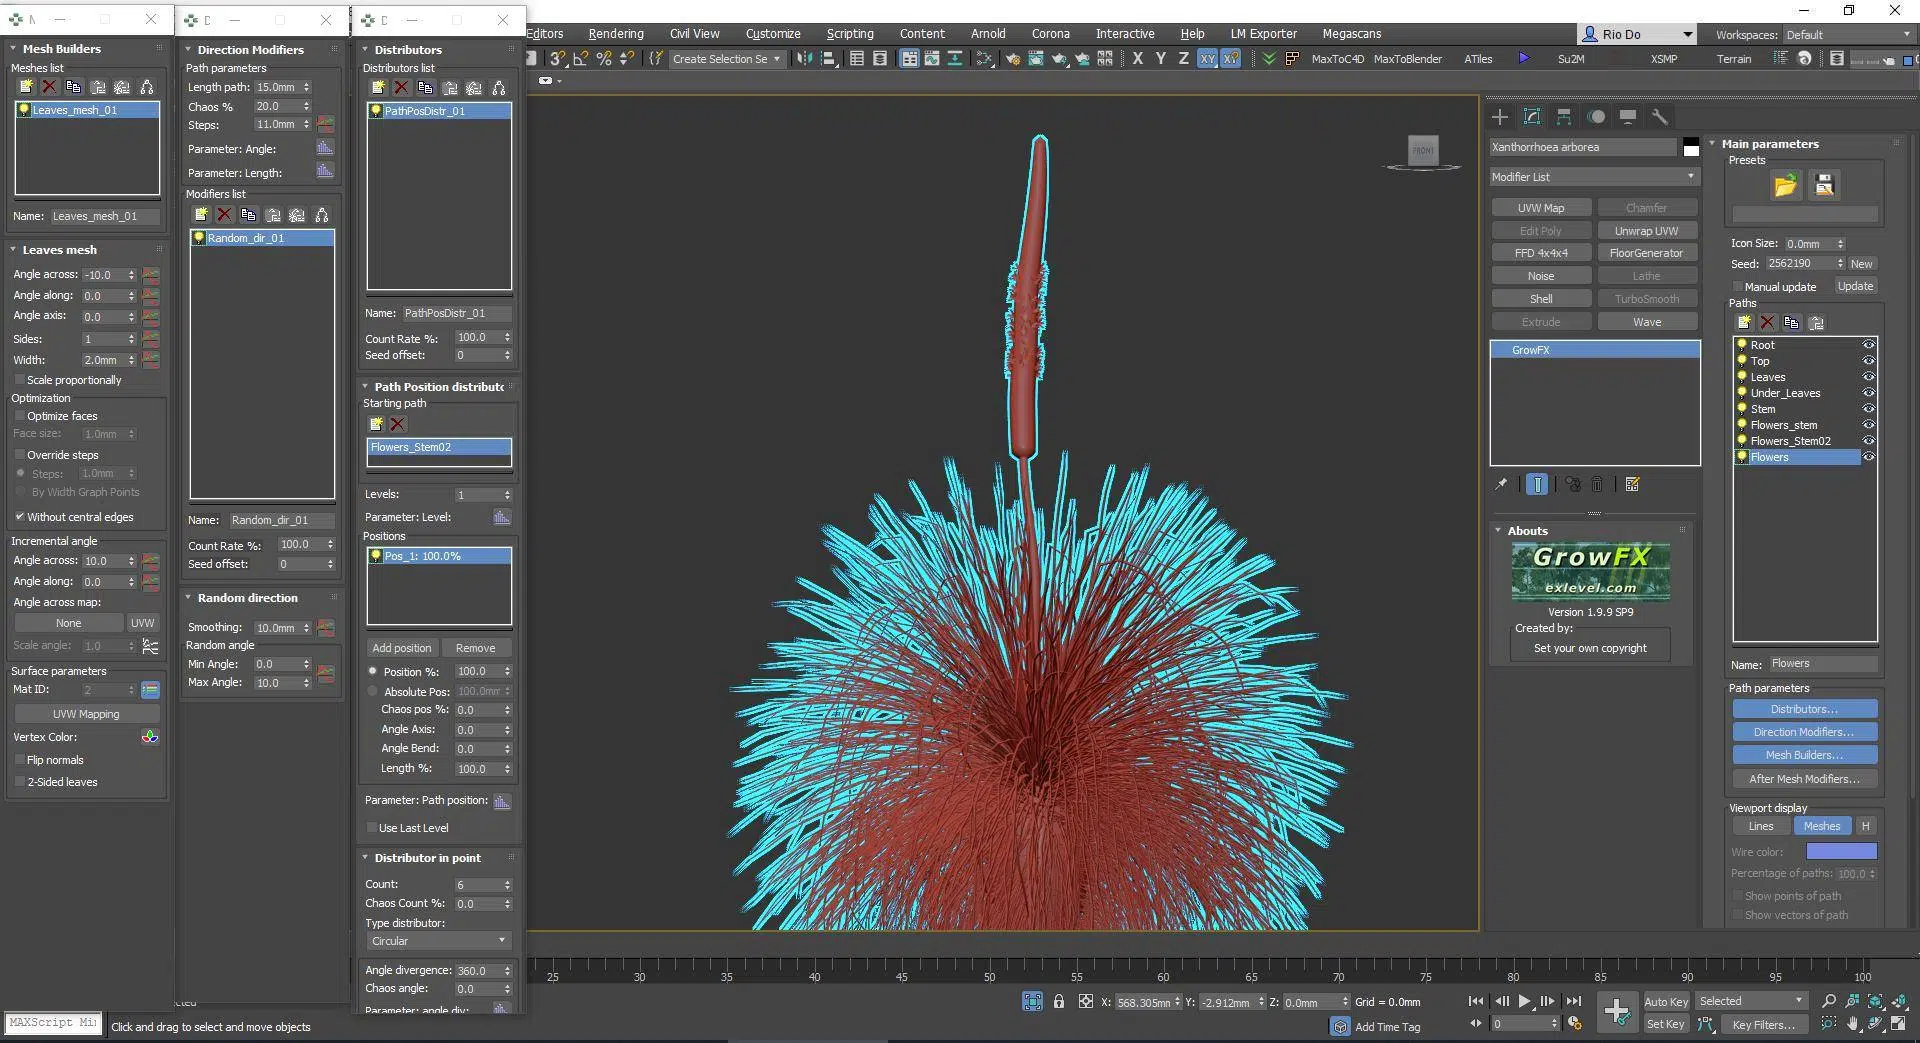 Editors
Rendering
Civil View
Customize
Scripting
Content
Arnold
Corona
Interactive
Help
LM Exporter
Megascans
Rio Do
Workspaces: Default
Create Selection Se
X Y Z XY
MaxToC4D
MaxToBlender
ATiles
Su2M
XSMP
Terrain
Mesh Builders
Meshes list
Leaves_mesh_01
Name: Leaves_mesh_01
Leaves mesh
Angle across: -10.0
Angle along: 0.0
Angle axis: 0.0
Sides: 1
Width: 2.0mm
Scale proportionally
Optimization
Optimize faces
Face size: 1.0mm
Override steps
Steps: 1.0mm
By Width Graph Points
Without central edges
Incremental angle
Angle across: 10.0
Angle along: 0.0
Angle across map:
None UVW
Scale angle: 1.0
Surface parameters
Mat ID: 2
UVW Mapping
Vertex Color:
Flip normals
2-Sided leaves
Direction Modifiers
Path parameters
Length path: 15.0mm
Chaos % 20.0
Steps: 11.0mm
Parameter: Angle:
Parameter: Length:
Modifiers list
Random_dir_01
Name: Random_dir_01
Count Rate %: 100.0
Seed offset: 0
Random direction
Smoothing: 10.0mm
Random angle
Min Angle: 0.0
Max Angle: 10.0
Distributors
Distributors list
PathPosDistr_01
Name: PathPosDistr_01
Count Rate %: 100.0
Seed offset: 0
Path Position distributo
Starting path
Flowers_Stem02
Levels: 1
Parameter: Level:
Positions
Pos_1: 100.0%
Add position Remove
Position %: 100.0
Absolute Pos: 100.0mm
Chaos pos %: 0.0
Angle Axis: 0.0
Angle Bend: 0.0
Length %: 100.0
Parameter: Path position:
Use Last Level
Distributor in point
Count: 6
Chaos Count %: 0.0
Type distributor:
Circular
Angle divergence: 360.0
Chaos angle: 0.0
Parameter: angle div:
FRONT
Xanthorrhoea arborea
Modifier List
UVW Map Chamfer
Edit Poly Unwrap UVW
FFD 4x4x4 FloorGenerator
Noise Lathe
Shell TurboSmooth
Extrude Wave
GrowFX
Abouts
GrowFX
exlevel.com
Version 1.9.9 SP9
Created by:
Set your own copyright
Main parameters
Presets
Icon Size: 0.0mm
Seed: 2562190 New
Manual update Update
Paths
Root
Top
Leaves
Under_Leaves
Stem
Flowers_stem
Flowers_Stem02
Flowers
Name: Flowers
Path parameters
Distributors...
Direction Modifiers...
Mesh Builders...
After Mesh Modifiers...
Viewport display
Lines Meshes H
Wire color:
Percentage of paths: 100.0
Show points of path
Show vectors of path
25 30 35 40 45 50 55 60 65 70 75 80 85 90 95 100
X: 568.305mm Y: -2.912mm Z: 0.0mm Grid = 0.0mm
Add Time Tag
0
Auto Key Selected
Set Key Key Filters...
MAXScript Mi
Click and drag to select and move objects